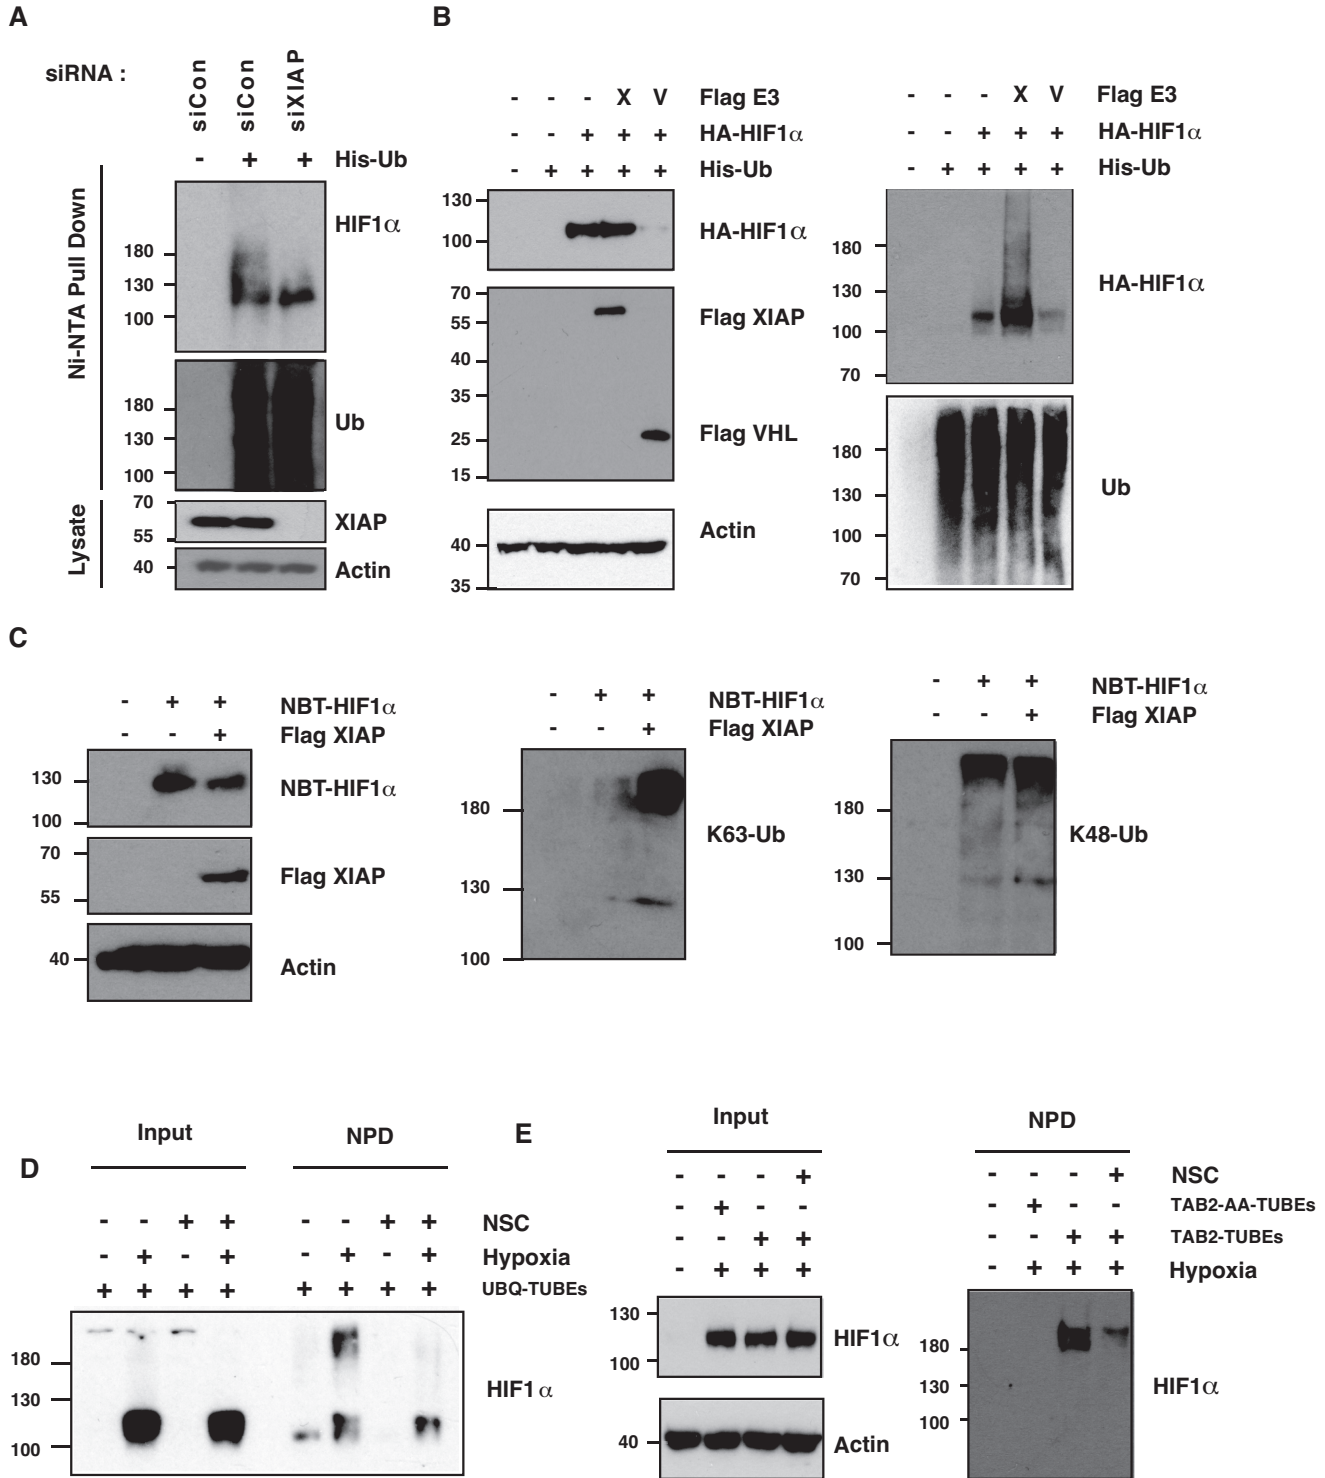 A
siRNA :
siCon
siCon
siXIAP
- + + His-Ub
Ni-NTA Pull Down
HIF1α
180
130
100
Ub
180
130
100
Lysate
70
XIAP
55
40
Actin
B
- - - X V Flag E3
- - + + + HA-HIF1α
- + + + + His-Ub
130
HA-HIF1α
100
70
Flag XIAP
55
40
35
Flag VHL
25
15
Actin
40
35
- - - X V Flag E3
- - + + + HA-HIF1α
- + + + + His-Ub
180
HA-HIF1α
130
100
70
180
Ub
130
100
70
C
- + + NBT-HIF1α
- - + Flag XIAP
130
NBT-HIF1α
100
70
Flag XIAP
55
40
Actin
- + + NBT-HIF1α
- - + Flag XIAP
180
K63-Ub
130
100
- + + NBT-HIF1α
- - + Flag XIAP
180
K48-Ub
130
100
D
Input NPD
- - + + - - + + NSC
- + - + - + - + Hypoxia
+ + + + + + + + UBQ-TUBEs
180
HIF1α
130
100
E
Input
- - - +
- + - -
- - + +
- + + +
130
HIF1α
100
40
Actin
NPD
- - - + NSC
- + - - TAB2-AA-TUBEs
- - + + TAB2-TUBEs
- + + + Hypoxia
180
HIF1α
130
100